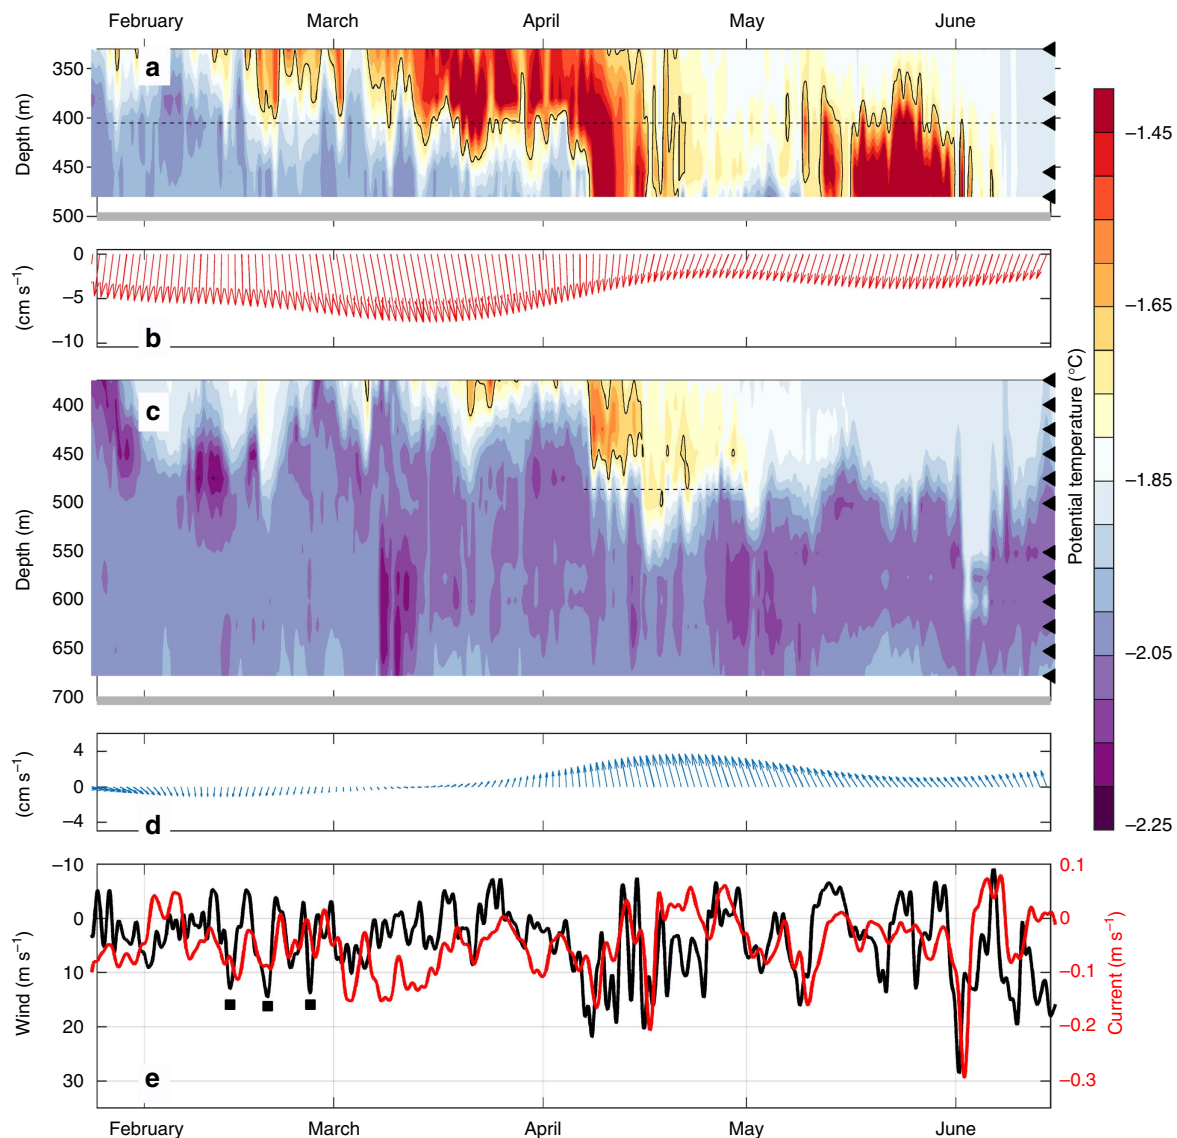 February March April May June
a
Depth (m)
350
400
450
500
0
−5
−10
(cm s−1)
b
c
Depth (m)
400
450
500
550
600
650
700
Potential temperature (°C)
−1.45
−1.65
−1.85
−2.05
−2.25
4
0
−4
(cm s−1)
d
−10
0
10
20
30
Wind (m s−1)
e
0.1
0
−0.1
−0.2
−0.3
Current (m s−1)
February March April May June